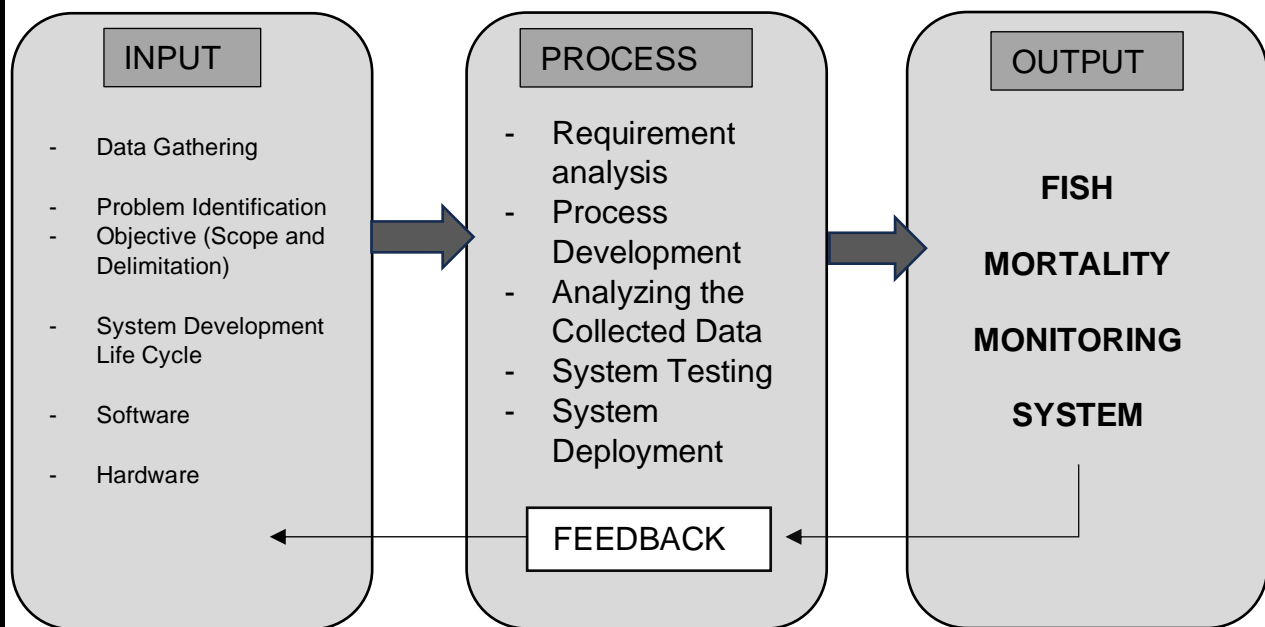 INPUT
- Data Gathering
- Problem Identification
- Objective (Scope and
Delimitation)
- System Development
Life Cycle
- Software
- Hardware
PROCESS
- Requirement
analysis
- Process
Development
- Analyzing the
Collected Data
- System Testing
- System
Deployment
FEEDBACK
OUTPUT
FISH
MORTALITY
MONITORING
SYSTEM